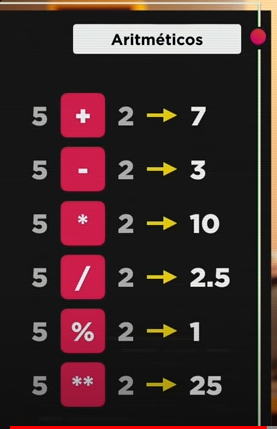 Aritméticos
5 + 2 → 7
5 - 2 → 3
5 * 2 → 10
5 / 2 → 2.5
5 % 2 → 1
5 ** 2 → 25